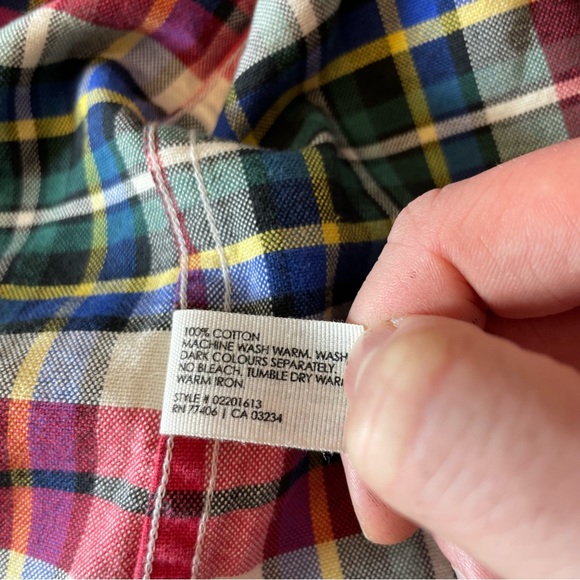 100% COTTON
MACHINE WASH WARM. WASH
DARK COLOURS SEPARATELY.
NO BLEACH. TUMBLE DRY
WARM IRON.
STYLE # 02201613
RN 77406 | CA 03234